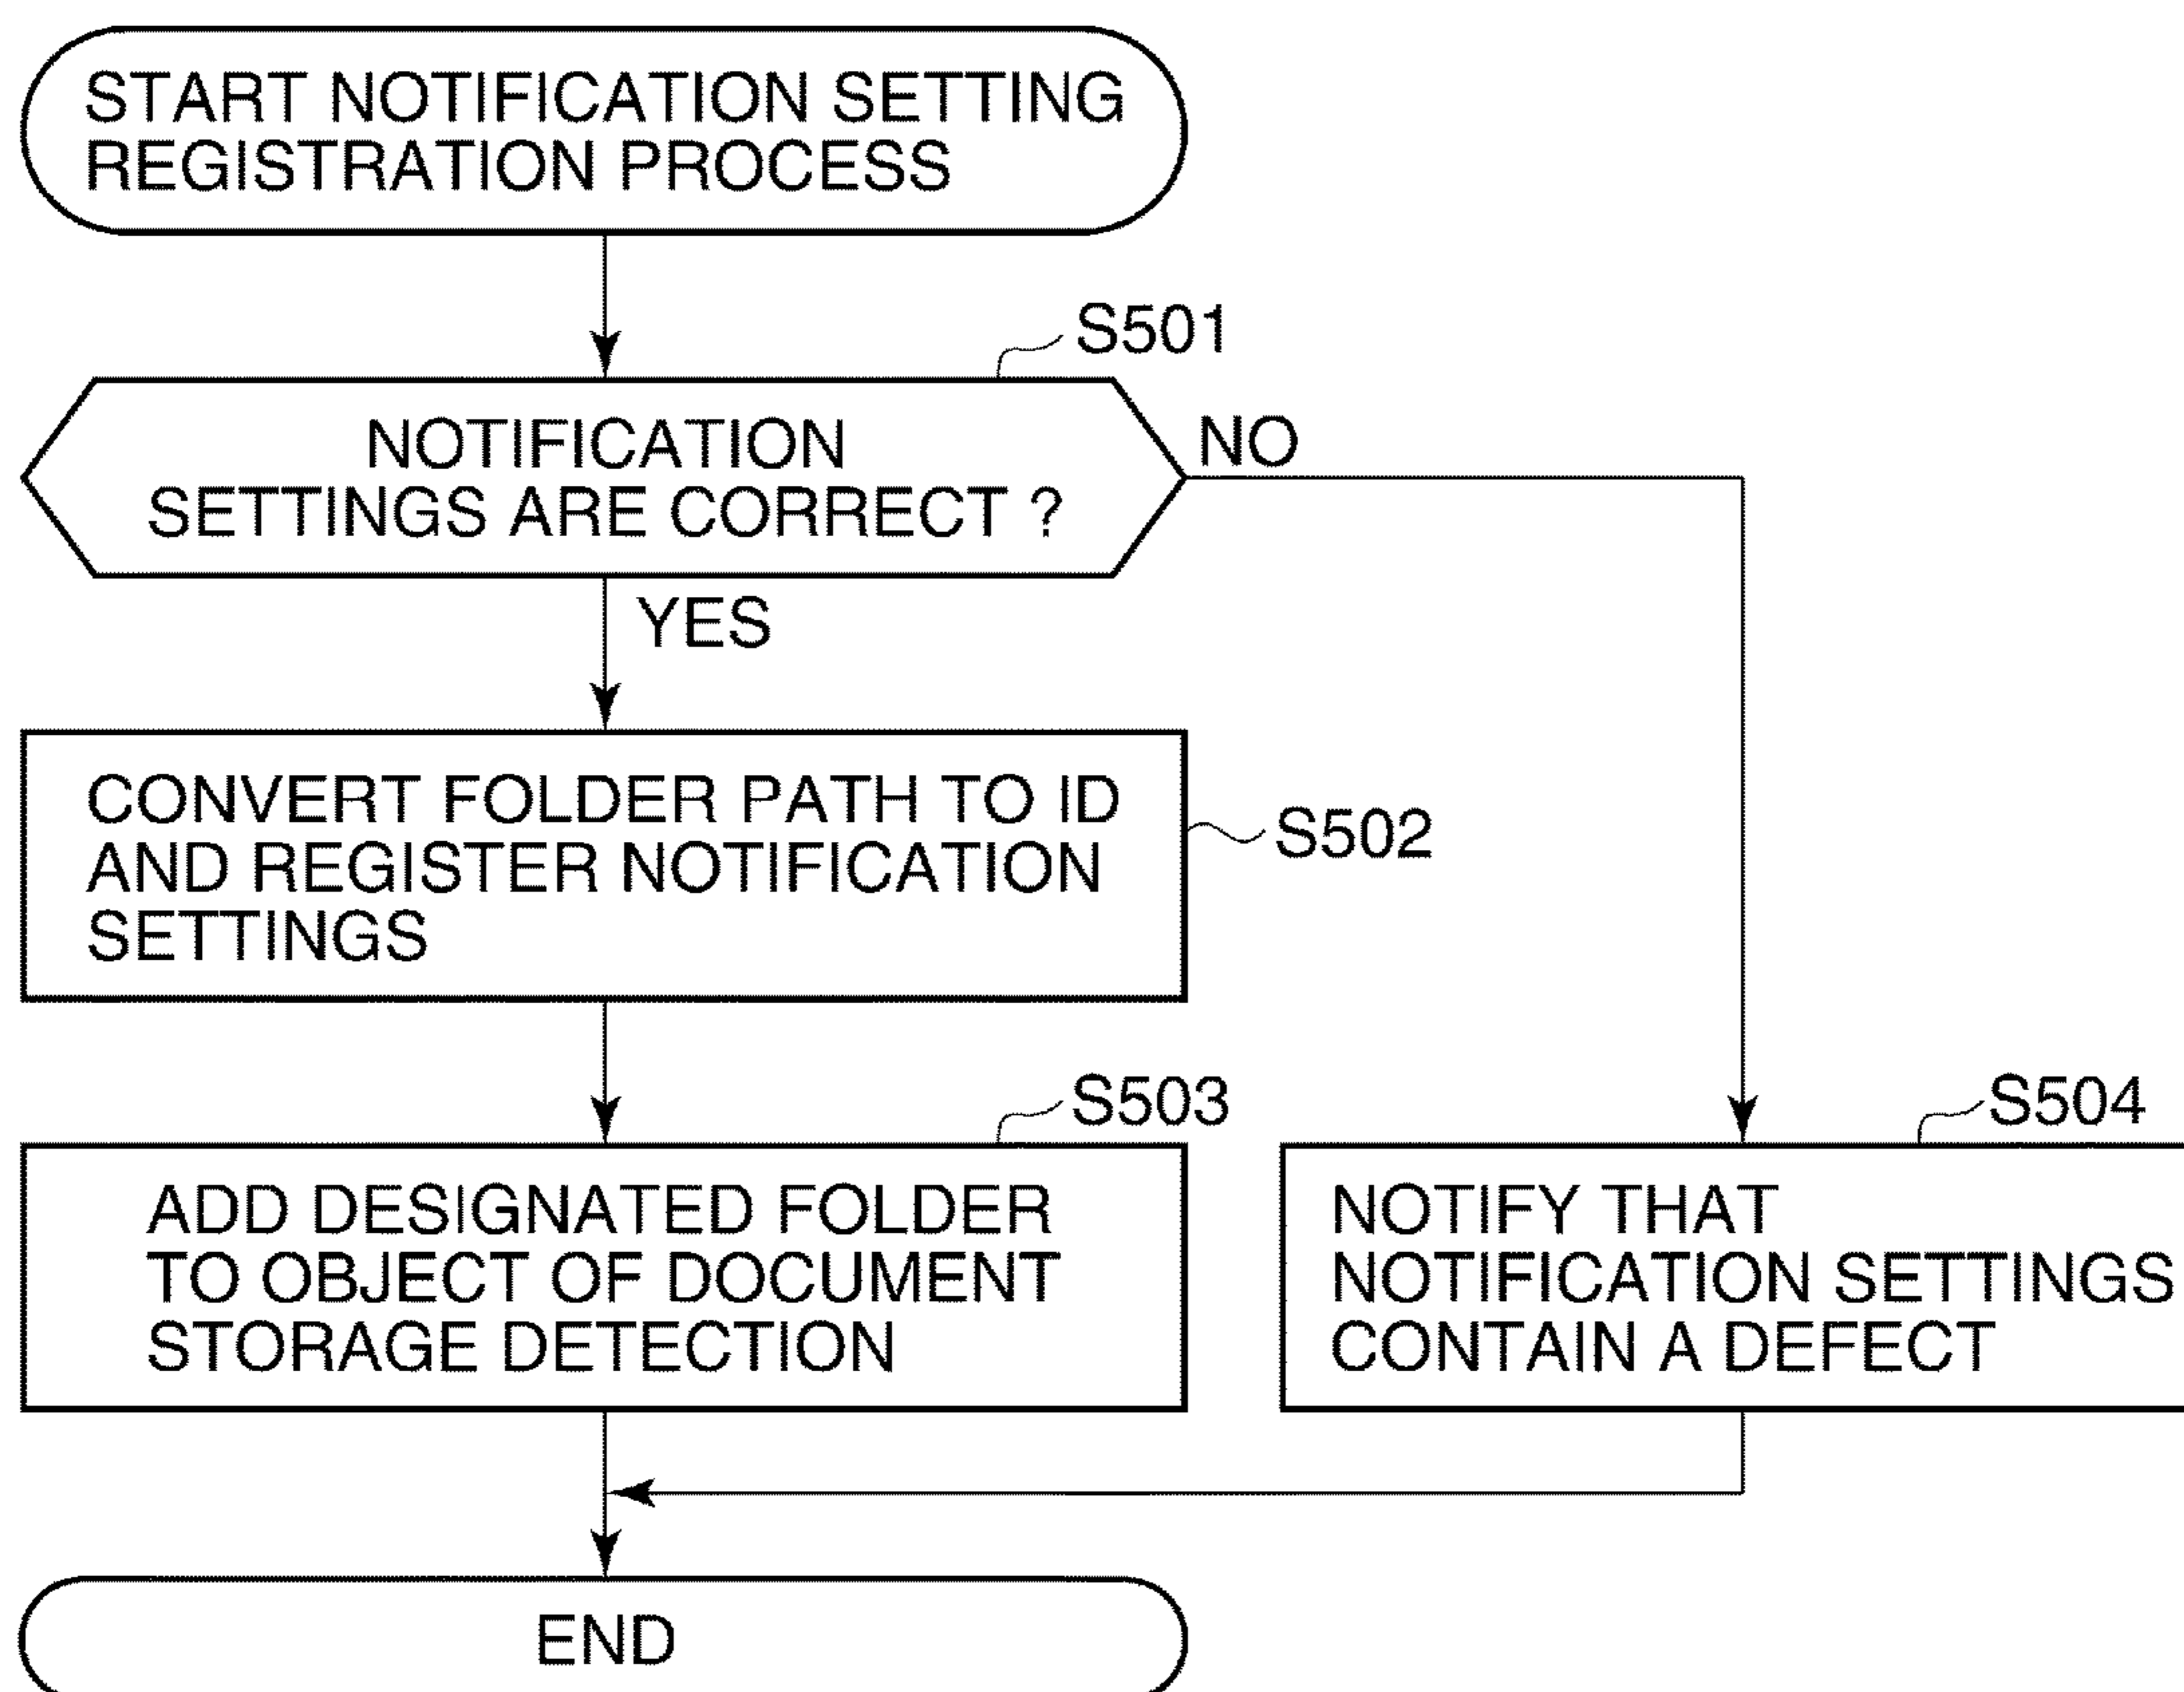 START NOTIFICATION SETTING
REGISTRATION PROCESS
S501
NOTIFICATION
SETTINGS ARE CORRECT ?
NO
YES
CONVERT FOLDER PATH TO ID
AND REGISTER NOTIFICATION
SETTINGS
S502
S503
ADD DESIGNATED FOLDER
TO OBJECT OF DOCUMENT
STORAGE DETECTION
S504
NOTIFY THAT
NOTIFICATION SETTINGS
CONTAIN A DEFECT
END